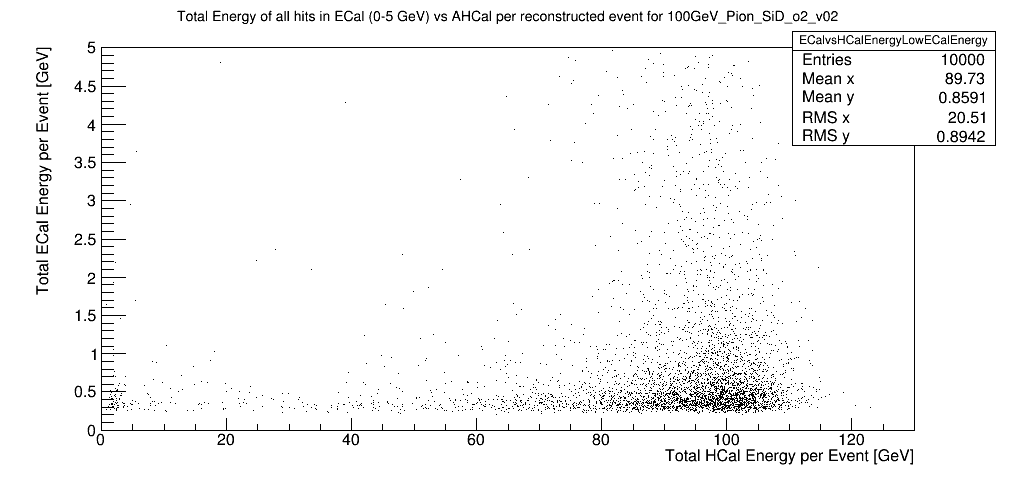 Total Energy of all hits in ECal (0-5 GeV) vs AHCal per reconstructed event for 100GeV_Pion_SiD_o2_v02
ECalvsHCalEnergyLowECalEnergy
Entries 10000
Mean x 89.73
Mean y 0.8591
RMS x 20.51
RMS y 0.8942
Total ECal Energy per Event [GeV]
5
4.5
4
3.5
3
2.5
2
1.5
1
0.5
0
0 20 40 60 80 100 120
Total HCal Energy per Event [GeV]